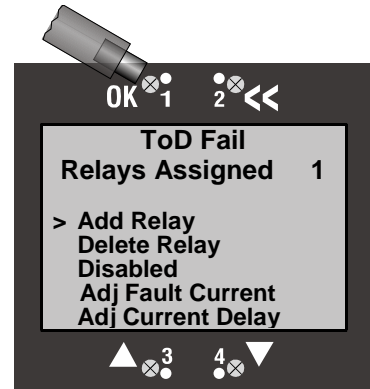 OK 1 2 <<
ToD Fail
Relays Assigned 1
> Add Relay
Delete Relay
Disabled
Adj Fault Current
Adj Current Delay
3 4